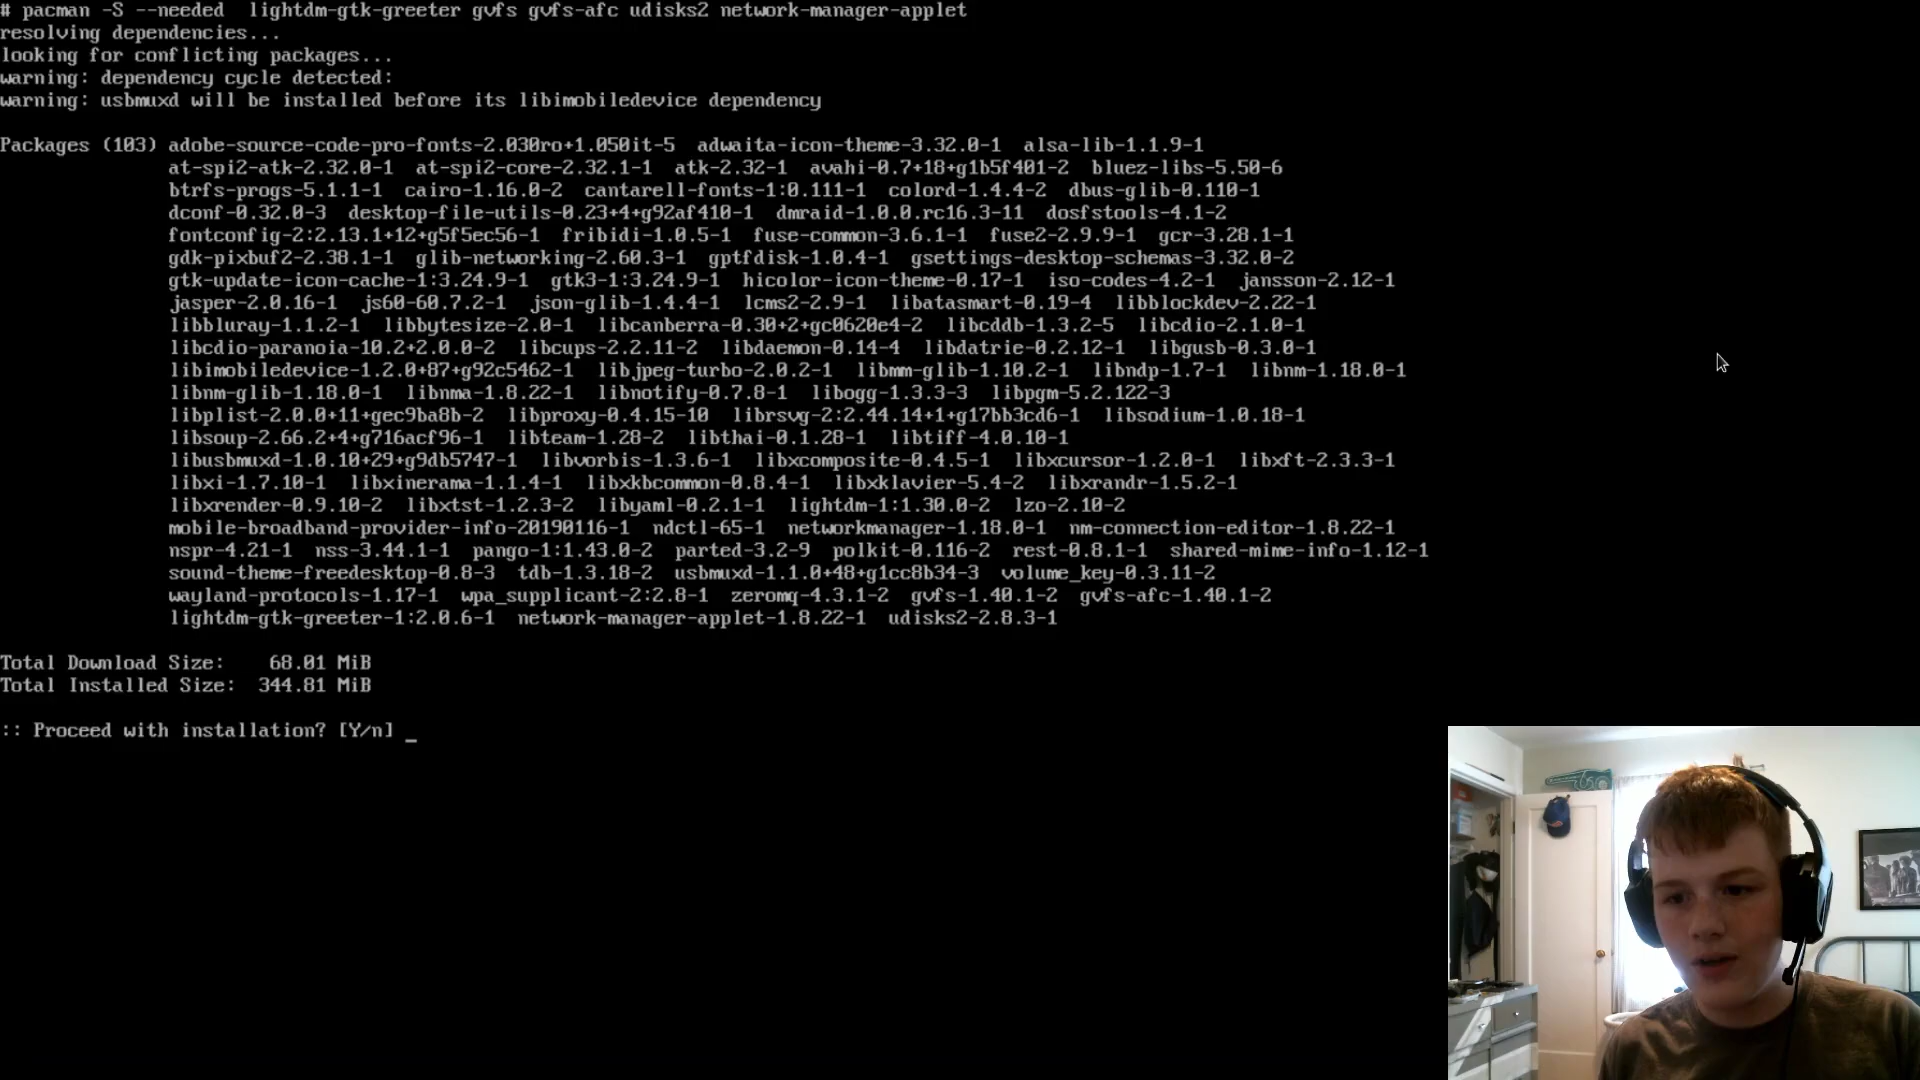 # pacman -S --needed  lightdm-gtk-greeter gvfs gvfs-afc udisks2 network-manager-applet
resolving dependencies...
looking for conflicting packages...
warning: dependency cycle detected:
warning: usbmuxd will be installed before its libimobiledevice dependency
Packages (103) adobe-source-code-pro-fonts-2.030ro+1.050it-5  adwaita-icon-theme-3.32.0-1  alsa-lib-1.1.9-1
at-spi2-atk-2.32.0-1  at-spi2-core-2.32.1-1  atk-2.32-1  avahi-0.7+18+g1b5f401-2  bluez-libs-5.50-6
btrfs-progs-5.1.1-1  cairo-1.16.0-2  cantarell-fonts-1:0.111-1  colord-1.4.4-2  dbus-glib-0.110-1
dconf-0.32.0-3  desktop-file-utils-0.23+4+g92af410-1  dmraid-1.0.0.rc16.3-11  dosfstools-4.1-2
fontconfig-2:2.13.1+12+g5f5ec56-1  fribidi-1.0.5-1  fuse-common-3.6.1-1  fuse2-2.9.9-1  gcr-3.28.1-1
gdk-pixbuf2-2.38.1-1  glib-networking-2.60.3-1  gptfdisk-1.0.4-1  gsettings-desktop-schemas-3.32.0-2
gtk-update-icon-cache-1:3.24.9-1  gtk3-1:3.24.9-1  hicolor-icon-theme-0.17-1  iso-codes-4.2-1  jansson-2.12-1
jasper-2.0.16-1  js60-60.7.2-1  json-glib-1.4.4-1  lcms2-2.9-1  libatasmart-0.19-4  libblockdev-2.22-1
libbluray-1.1.2-1  libbytesize-2.0-1  libcanberra-0.30+2+gc0620e4-2  libcddb-1.3.2-5  libcdio-2.1.0-1
libcdio-paranoia-10.2+2.0.0-2  libcups-2.2.11-2  libdaemon-0.14-4  libdatrie-0.2.12-1  libgusb-0.3.0-1
libimobiledevice-1.2.0+87+g92c5462-1  libjpeg-turbo-2.0.2-1  libmm-glib-1.10.2-1  libndp-1.7-1  libnm-1.18.0-1
libnm-glib-1.18.0-1  libnma-1.8.22-1  libnotify-0.7.8-1  libogg-1.3.3-3  libpgm-5.2.122-3
libplist-2.0.0+11+gec9ba8b-2  libproxy-0.4.15-10  librsvg-2:2.44.14+1+g17bb3cd6-1  libsodium-1.0.18-1
libsoup-2.66.2+4+g716acf96-1  libteam-1.28-2  libthai-0.1.28-1  libtiff-4.0.10-1
libusbmuxd-1.0.10+29+g9db5747-1  libvorbis-1.3.6-1  libxcomposite-0.4.5-1  libxcursor-1.2.0-1  libxft-2.3.3-1
libxi-1.7.10-1  libxinerama-1.1.4-1  libxkbcommon-0.8.4-1  libxklavier-5.4-2  libxrandr-1.5.2-1
libxrender-0.9.10-2  libxtst-1.2.3-2  libyaml-0.2.1-1  lightdm-1:1.30.0-2  lzo-2.10-2
mobile-broadband-provider-info-20190116-1  ndctl-65-1  networkmanager-1.18.0-1  nm-connection-editor-1.8.22-1
nspr-4.21-1  nss-3.44.1-1  pango-1:1.43.0-2  parted-3.2-9  polkit-0.116-2  rest-0.8.1-1  shared-mime-info-1.12-1
sound-theme-freedesktop-0.8-3  tdb-1.3.18-2  usbmuxd-1.1.0+48+g1cc8b34-3  volume_key-0.3.11-2
wayland-protocols-1.17-1  wpa_supplicant-2:2.8-1  zeromq-4.3.1-2  gvfs-1.40.1-2  gvfs-afc-1.40.1-2
lightdm-gtk-greeter-1:2.0.6-1  network-manager-applet-1.8.22-1  udisks2-2.8.3-1
Total Download Size:    68.01 MiB
Total Installed Size:  344.81 MiB
:: Proceed with installation? [Y/n] _